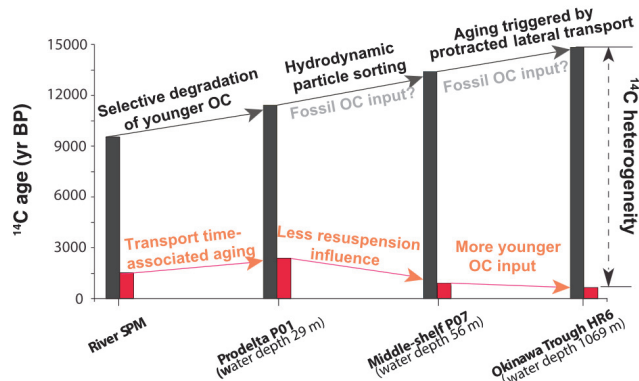 Aging triggered by
protracted lateral transport
Hydrodynamic
particle sorting
Fossil OC input?
Fossil OC input?
Selective degradation
of younger OC
15000
12000
9000
6000
3000
0
¹⁴C age (yr BP)
¹⁴C heterogeneity
Transport time-
associated aging
Less resuspension
influence
More younger
OC input
River SPM
Prodelta P01
(water depth 29 m)
Middle-shelf P07
(water depth 56 m)
Okinawa Trough HR6
(water depth 1069 m)